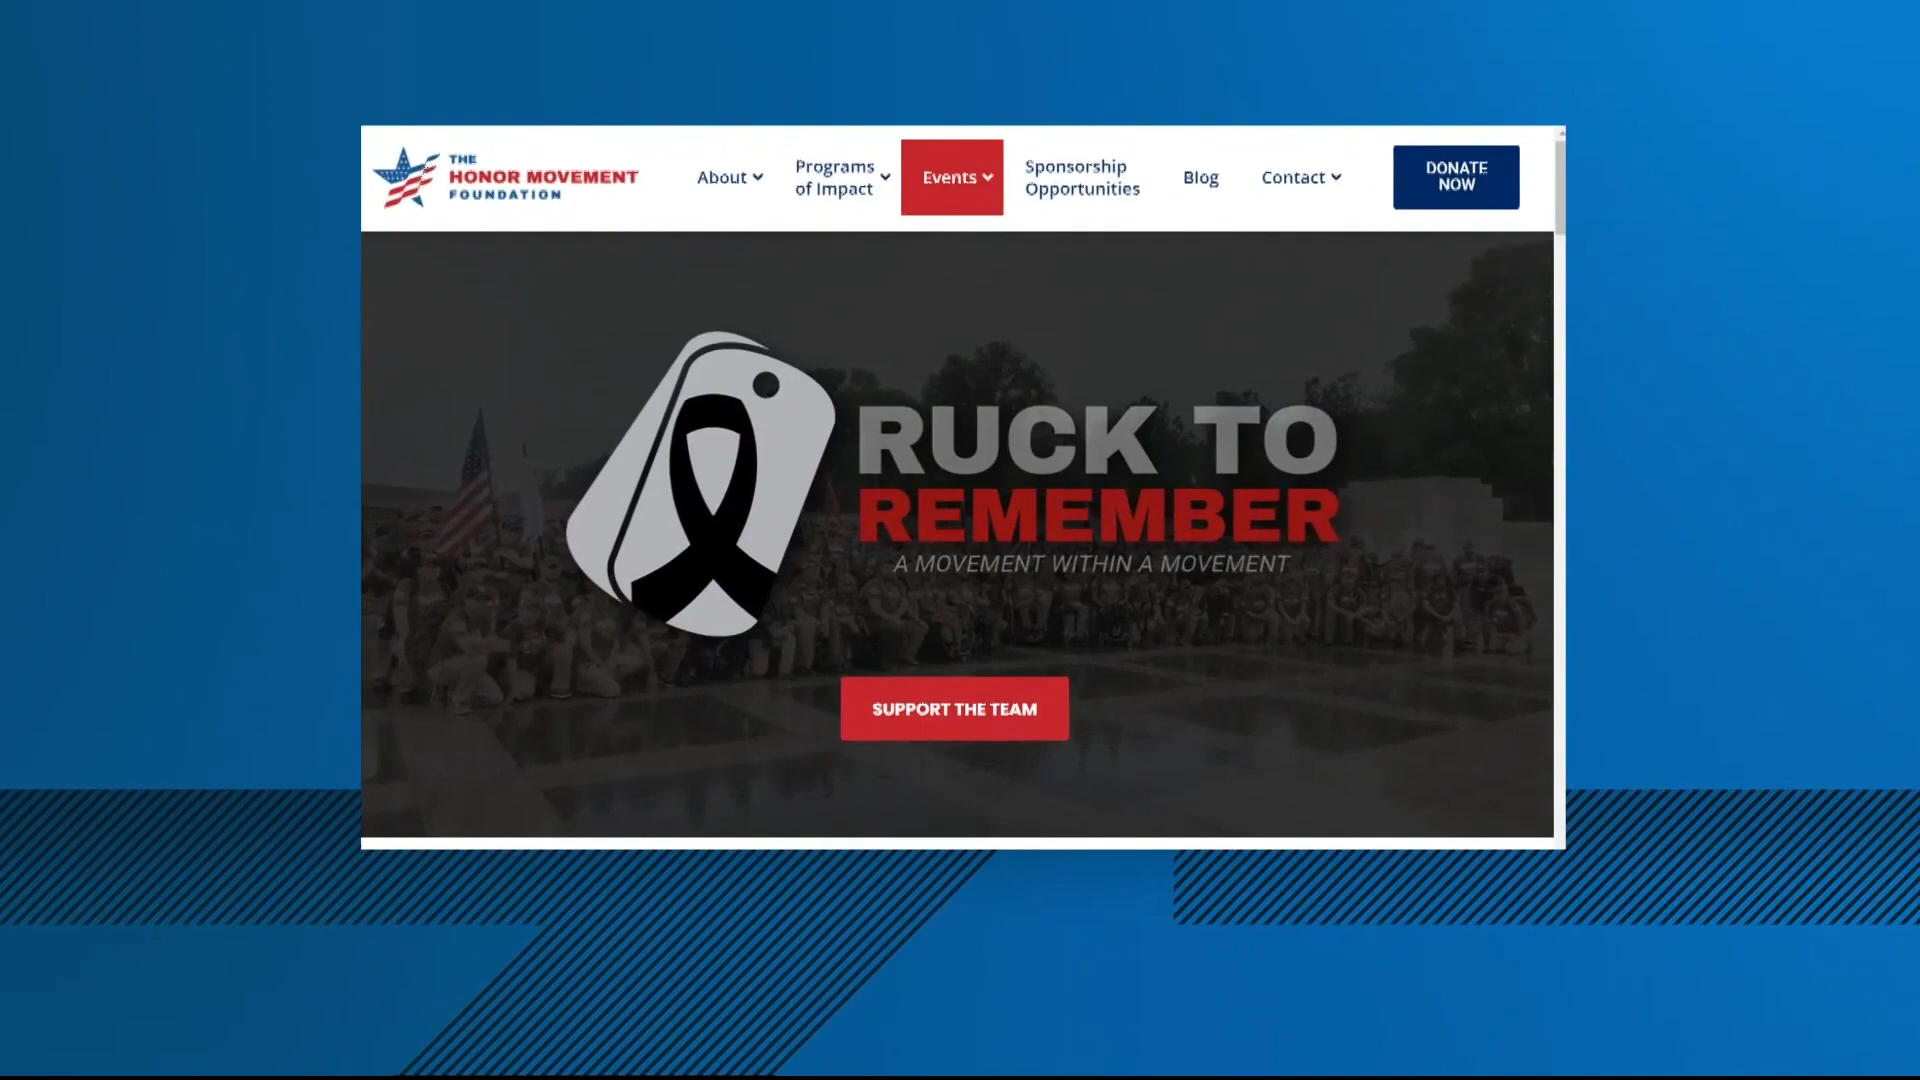 THE
HONOR MOVEMENT
FOUNDATION
About
Programs
of Impact
Events
Sponsorship
Opportunities
Blog
Contact
DONATE
NOW
RUCK TO
REMEMBER
A MOVEMENT WITHIN A MOVEMENT
SUPPORT THE TEAM